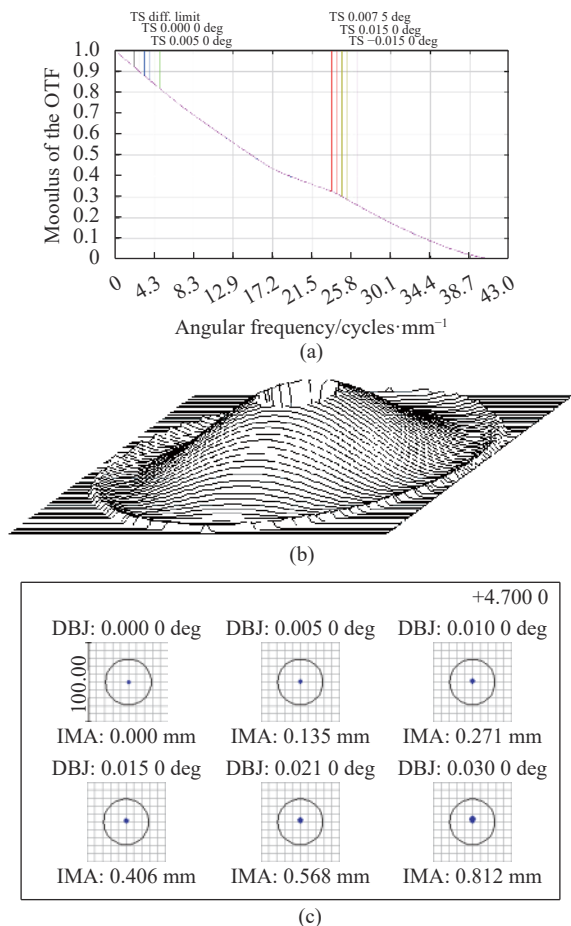 TS diff. limit
TS 0.000 0 deg
TS 0.005 0 deg
TS 0.007 5 deg
TS 0.015 0 deg
TS −0.015 0 deg
1.0
0.9
0.8
0.7
0.6
0.5
0.4
0.3
0.2
0.1
0
Mooulus of the OTF
0 4.3 8.3 12.9 17.2 21.5 25.8 30.1 34.4 38.7 43.0
Angular frequency/cycles·mm⁻¹
(a)
(b)
+4.700 0
DBJ: 0.000 0 deg DBJ: 0.005 0 deg DBJ: 0.010 0 deg
100.00
IMA: 0.000 mm IMA: 0.135 mm IMA: 0.271 mm
DBJ: 0.015 0 deg DBJ: 0.021 0 deg DBJ: 0.030 0 deg
IMA: 0.406 mm IMA: 0.568 mm IMA: 0.812 mm
(c)